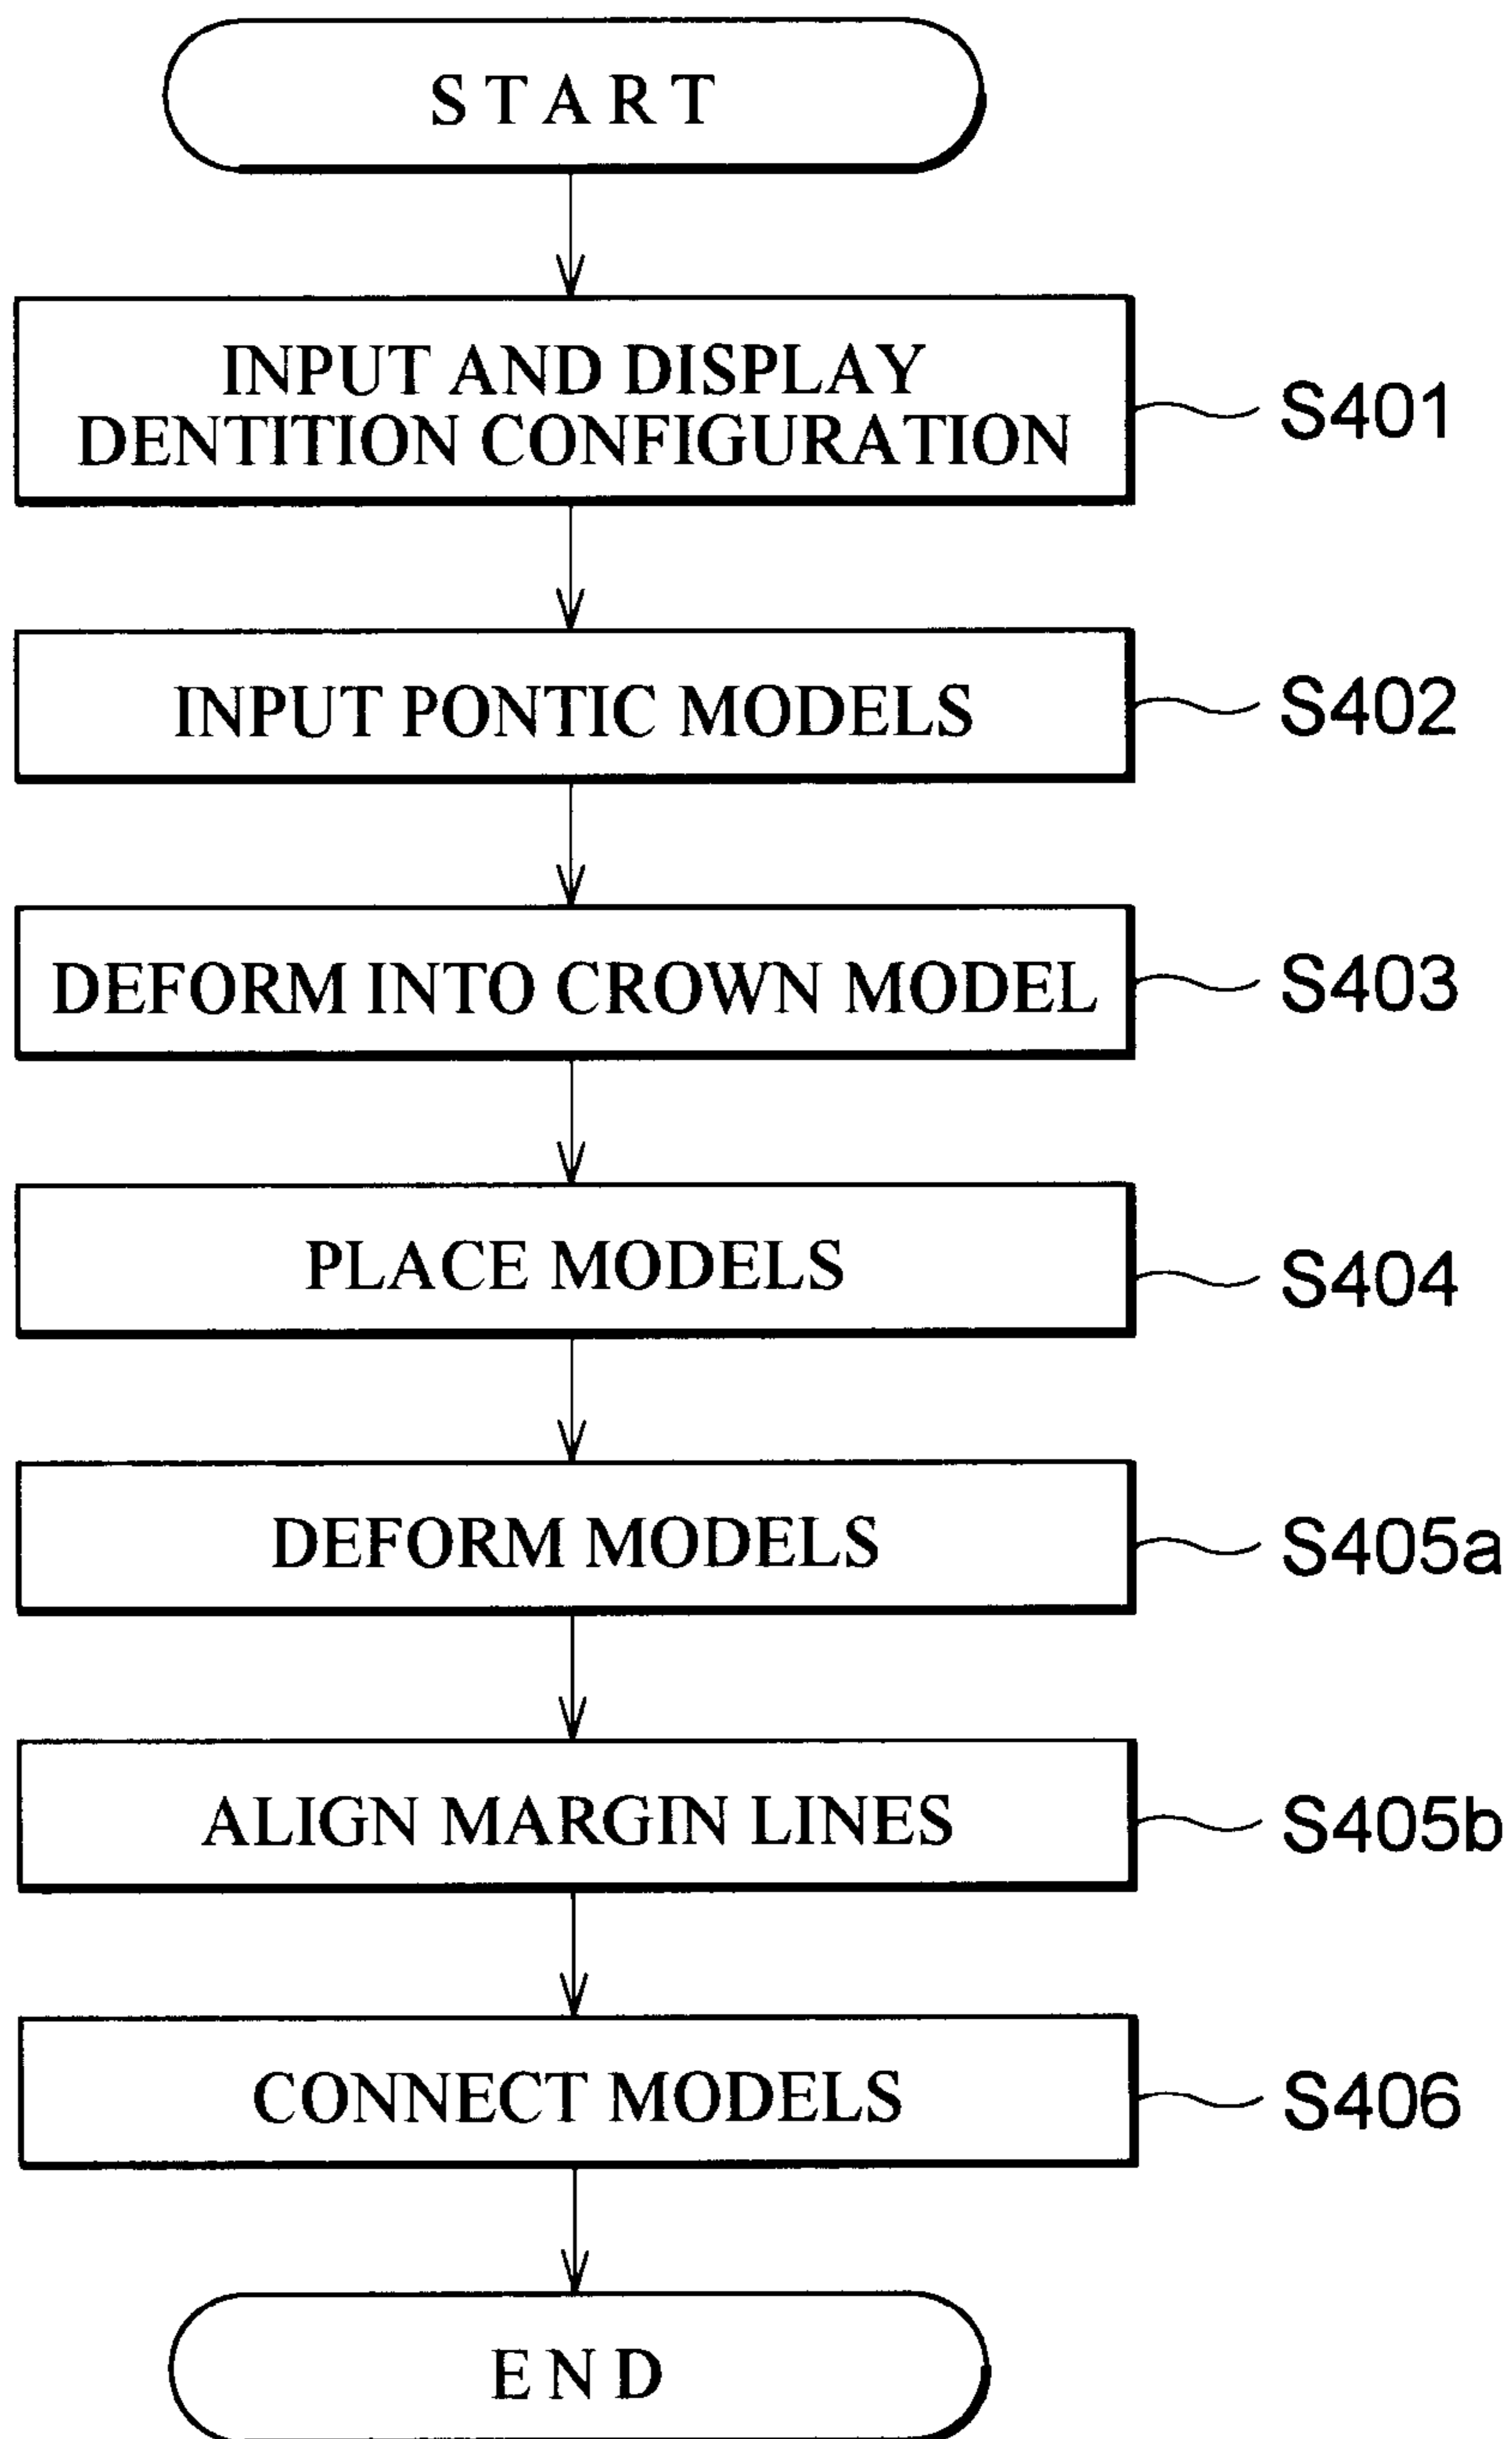 START
INPUT AND DISPLAY
DENTITION CONFIGURATION
S401
INPUT PONTIC MODELS
S402
DEFORM INTO CROWN MODEL
S403
PLACE MODELS
S404
DEFORM MODELS
S405a
ALIGN MARGIN LINES
S405b
CONNECT MODELS
S406
END